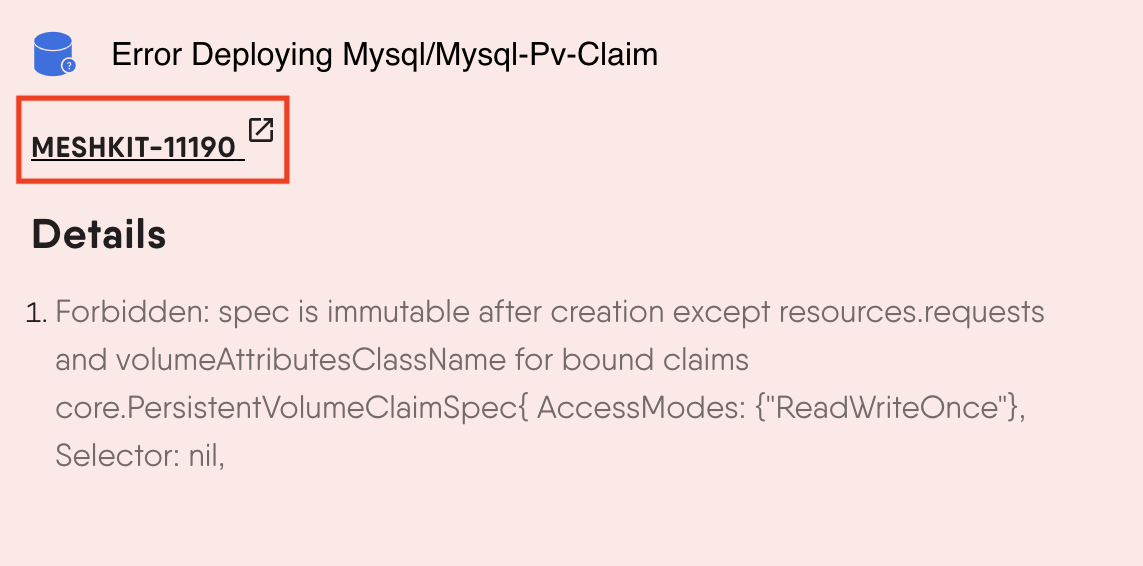 Error Deploying Mysql/Mysql-Pv-Claim
MESHKIT-11190
Details
1. Forbidden: spec is immutable after creation except resources.requests
and volumeAttributesClassName for bound claims
core.PersistentVolumeClaimSpec{ AccessModes: {"ReadWriteOnce"},
Selector: nil,